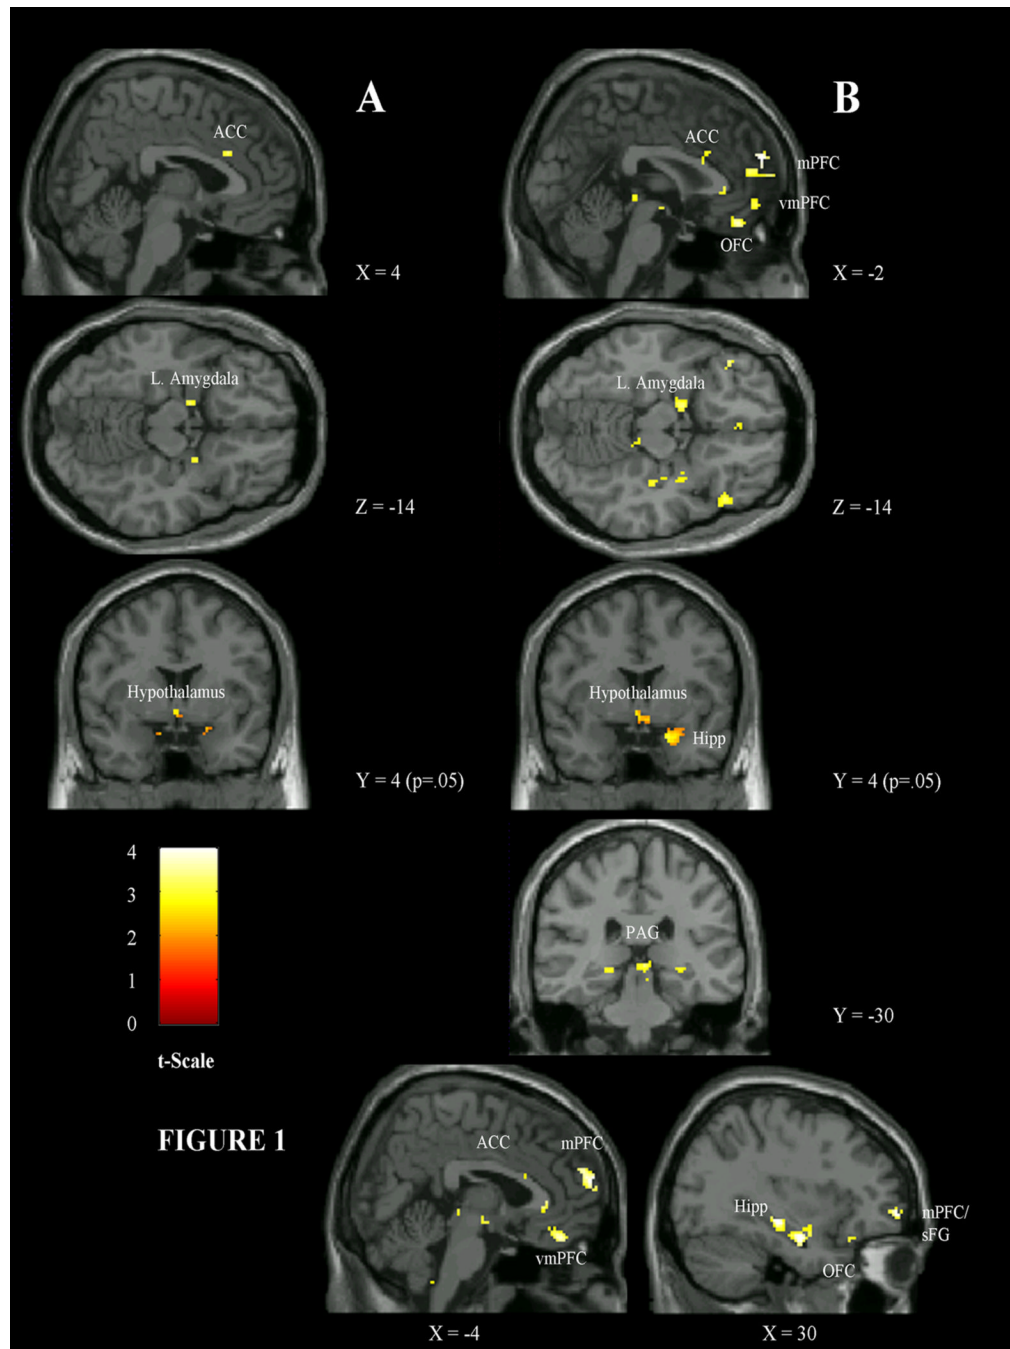 A
B
ACC
ACC
mPFC
vmPFC
OFC
X = 4
X = -2
L. Amygdala
L. Amygdala
Z = -14
Z = -14
Hypothalamus
Hypothalamus
Hipp
Y = 4 (p=.05)
Y = 4 (p=.05)
4
3
2
1
0
t-Scale
PAG
Y = -30
FIGURE 1
ACC
mPFC
vmPFC
X = -4
Hipp
mPFC/
sFG
OFC
X = 30